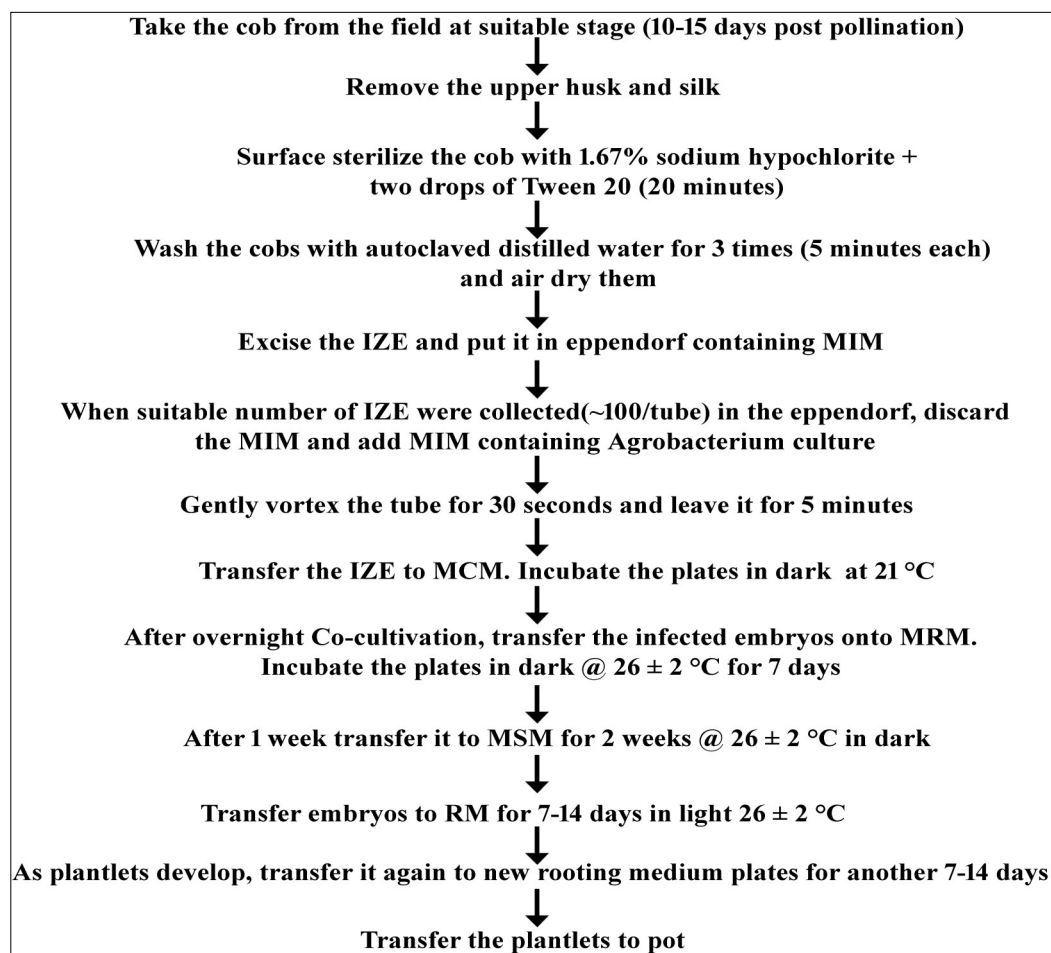 Take the cob from the field at suitable stage (10-15 days post pollination)
Remove the upper husk and silk
Surface sterilize the cob with 1.67% sodium hypochlorite +
two drops of Tween 20 (20 minutes)
Wash the cobs with autoclaved distilled water for 3 times (5 minutes each)
and air dry them
Excise the IZE and put it in eppendorf containing MIM
When suitable number of IZE were collected(~100/tube) in the eppendorf, discard
the MIM and add MIM containing Agrobacterium culture
Gently vortex the tube for 30 seconds and leave it for 5 minutes
Transfer the IZE to MCM. Incubate the plates in dark at 21 °C
After overnight Co-cultivation, transfer the infected embryos onto MRM.
Incubate the plates in dark @ 26 ± 2 °C for 7 days
After 1 week transfer it to MSM for 2 weeks @ 26 ± 2 °C in dark
Transfer embryos to RM for 7-14 days in light 26 ± 2 °C
As plantlets develop, transfer it again to new rooting medium plates for another 7-14 days
Transfer the plantlets to pot